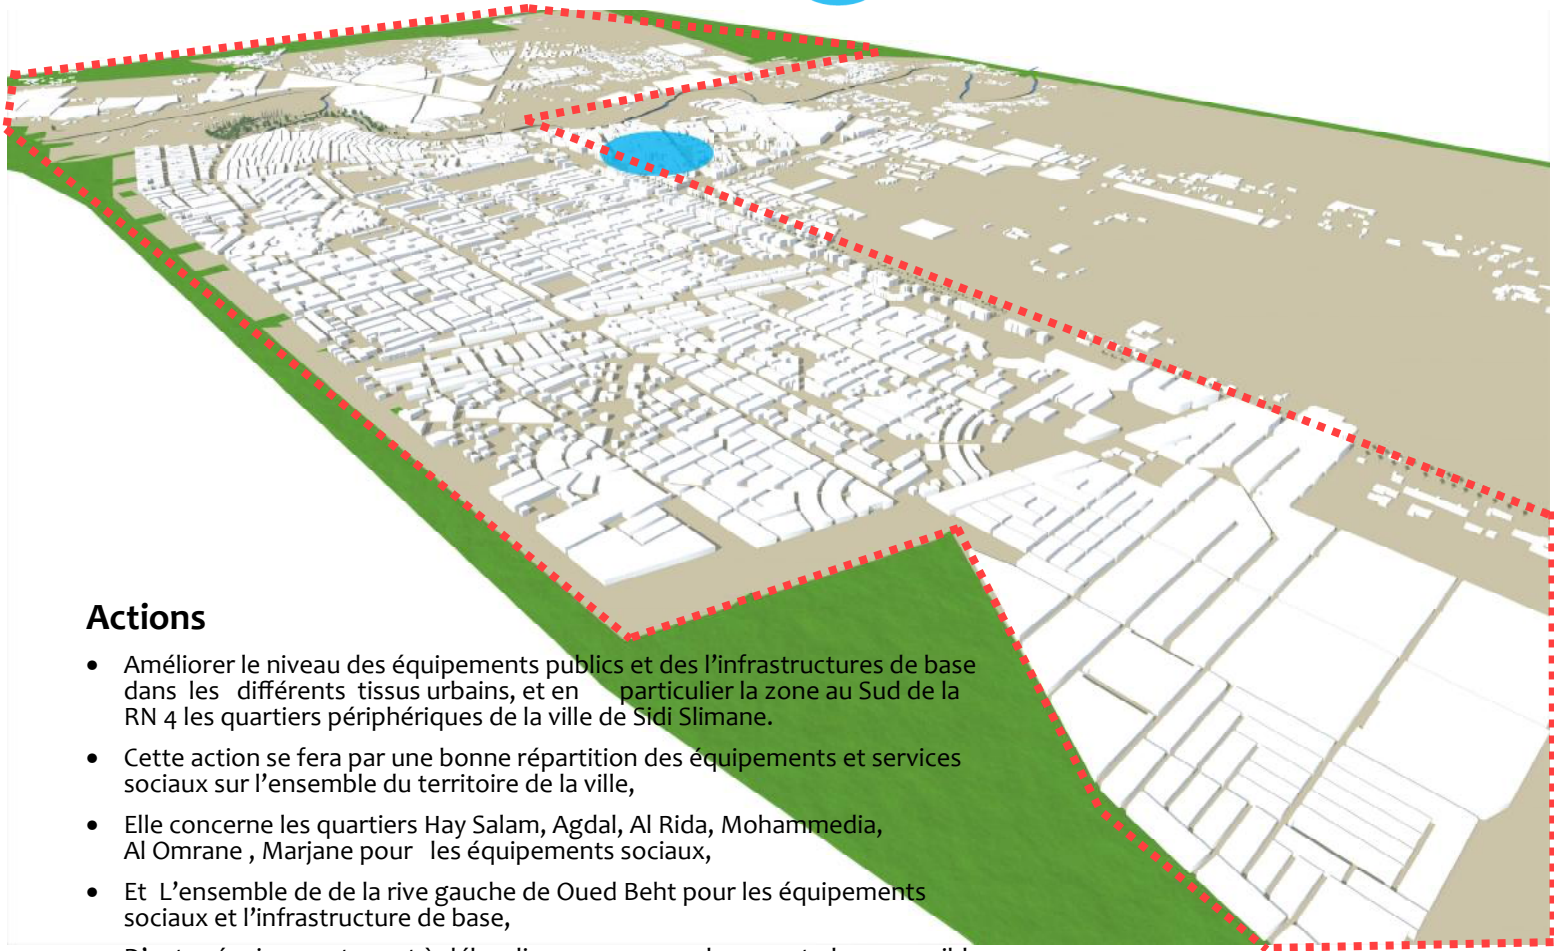 Actions
• Améliorer le niveau des équipements publics et des l’infrastructures de base
dans les différents tissus urbains, et en particulier la zone au Sud de la
RN 4 les quartiers périphériques de la ville de Sidi Slimane.
• Cette action se fera par une bonne répartition des équipements et services
sociaux sur l’ensemble du territoire de la ville,
• Elle concerne les quartiers Hay Salam, Agdal, Al Rida, Mohammedia,
Al Omrane , Marjane pour les équipements sociaux,
• Et L’ensemble de de la rive gauche de Oued Beht pour les équipements
sociaux et l’infrastructure de base,